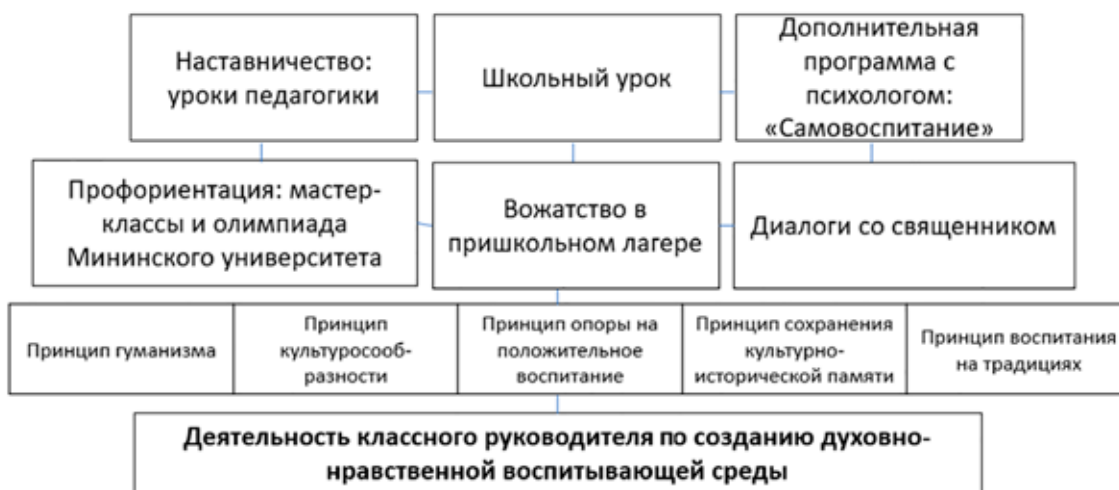 Наставничество:
уроки педагогики
Школьный урок
Дополнительная
программа с
психологом:
«Самовоспитание»
Профориентация: мастер-
классы и олимпиада
Мининского университета
Вожатство в
пришкольном лагере
Диалоги со священником
Принцип гуманизма
Принцип
культуросооб-
разности
Принцип опоры на
положительное
воспитание
Принцип сохранения
культурно-
исторической памяти
Принцип воспитания
на традициях
Деятельность классного руководителя по созданию духовно-
нравственной воспитывающей среды